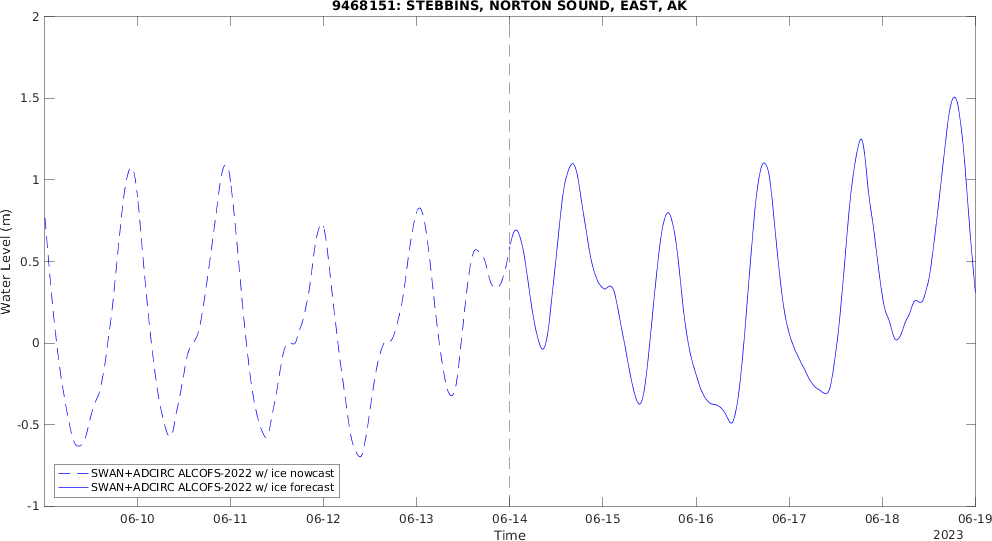 9468151: STEBBINS, NORTON SOUND, EAST, AK
2
1.5
1
0.5
0
-0.5
-1
Water Level (m)
SWAN+ADCIRC ALCOFS-2022 w/ ice nowcast
SWAN+ADCIRC ALCOFS-2022 w/ ice forecast
06-10 06-11 06-12 06-13 06-14 06-15 06-16 06-17 06-18 06-19
Time
2023